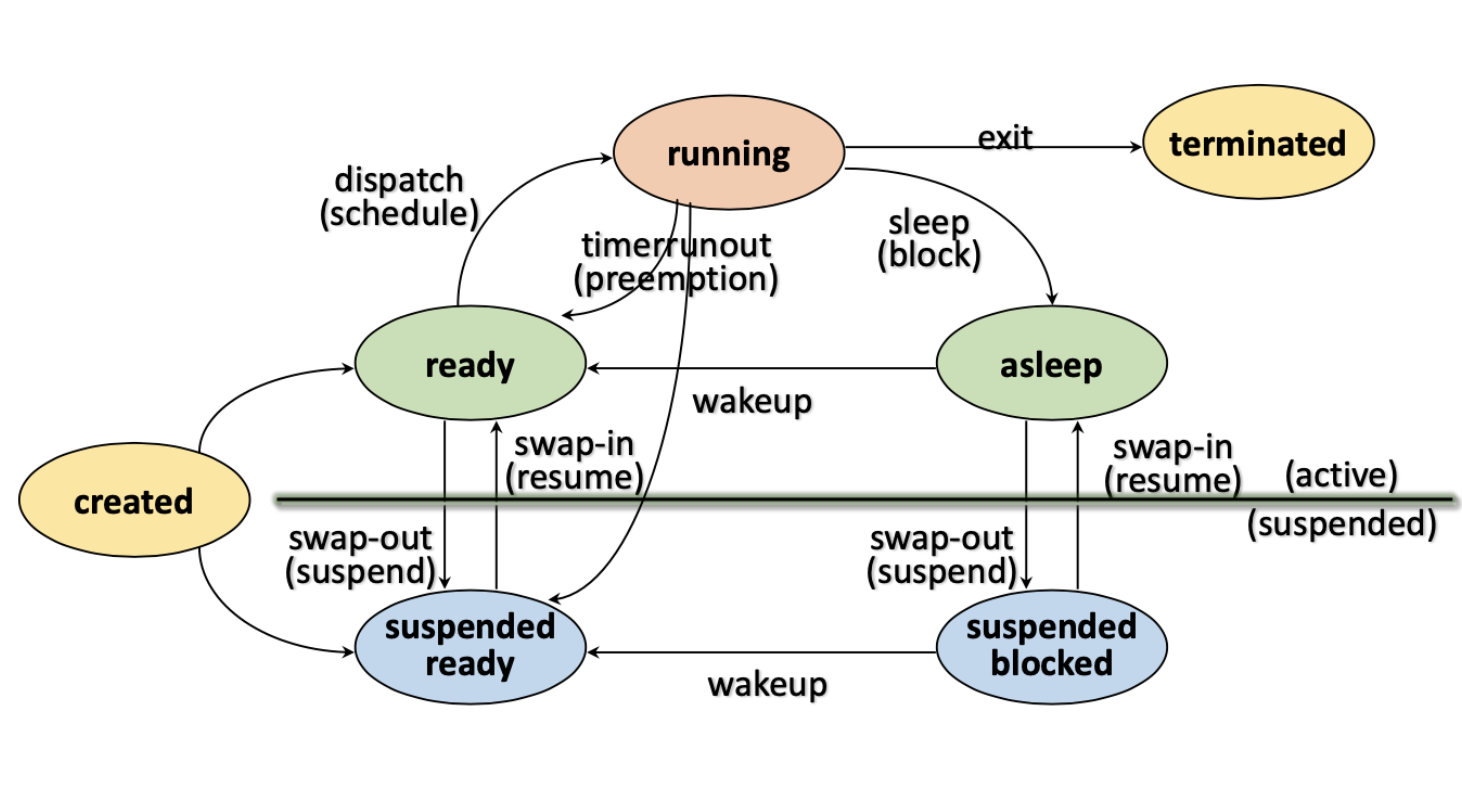 running
exit
terminated
dispatch
(schedule)
sleep
(block)
timerrunout
(preemption)
ready
asleep
wakeup
swap-in
(resume)
swap-in
(resume)
(active)
created
(suspended)
swap-out
(suspend)
swap-out
(suspend)
suspended
ready
suspended
blocked
wakeup